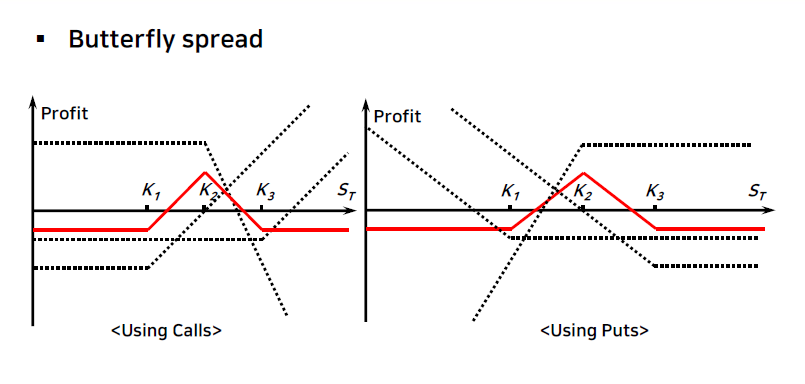 ▪ Butterfly spread
Profit
K1 K2 K3 ST
<Using Calls>
Profit
K1 K2 K3 ST
<Using Puts>